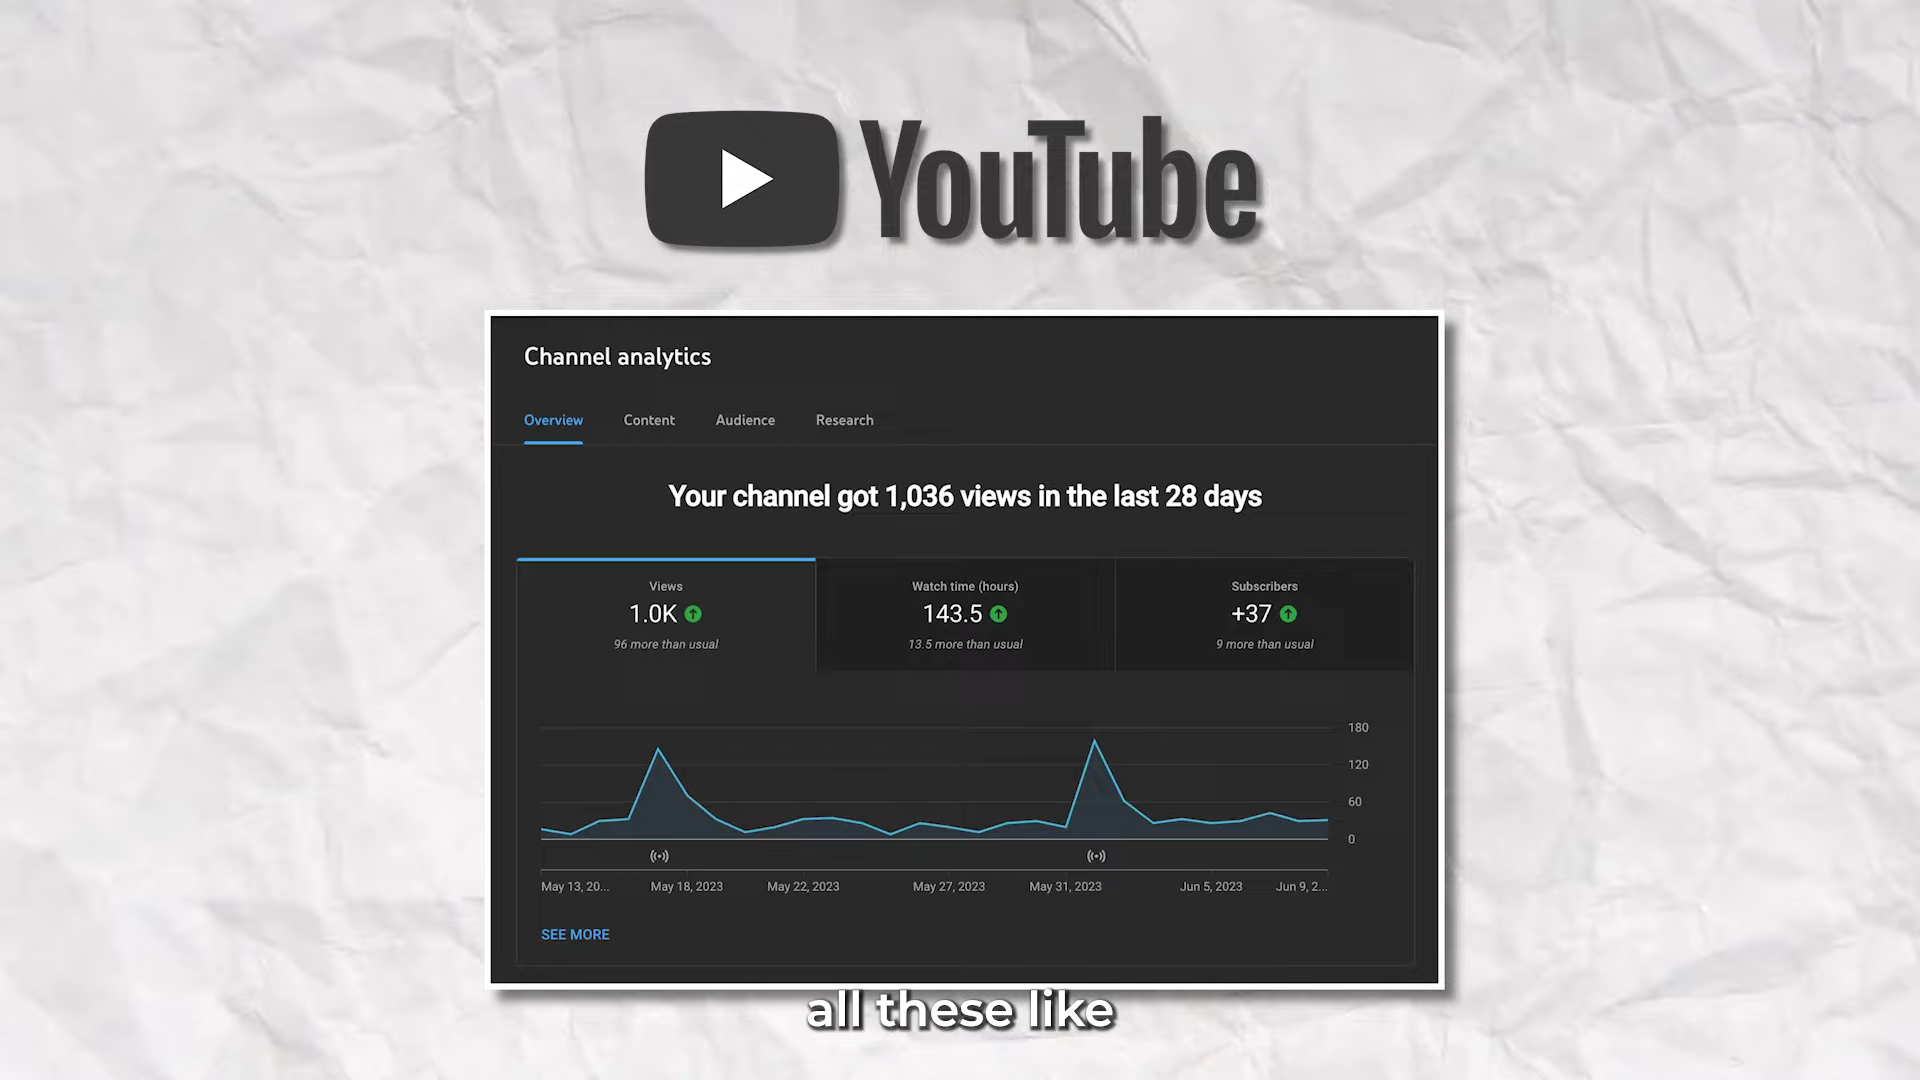 YouTube
Channel analytics
Overview Content Audience Research
Your channel got 1,036 views in the last 28 days
Views Watch time (hours) Subscribers
1.0K 143.5 +37
96 more than usual 13.5 more than usual 9 more than usual
180
120
60
0
May 13, 20... May 18, 2023 May 22, 2023 May 27, 2023 May 31, 2023 Jun 5, 2023 Jun 9, 2...
SEE MORE
all these like